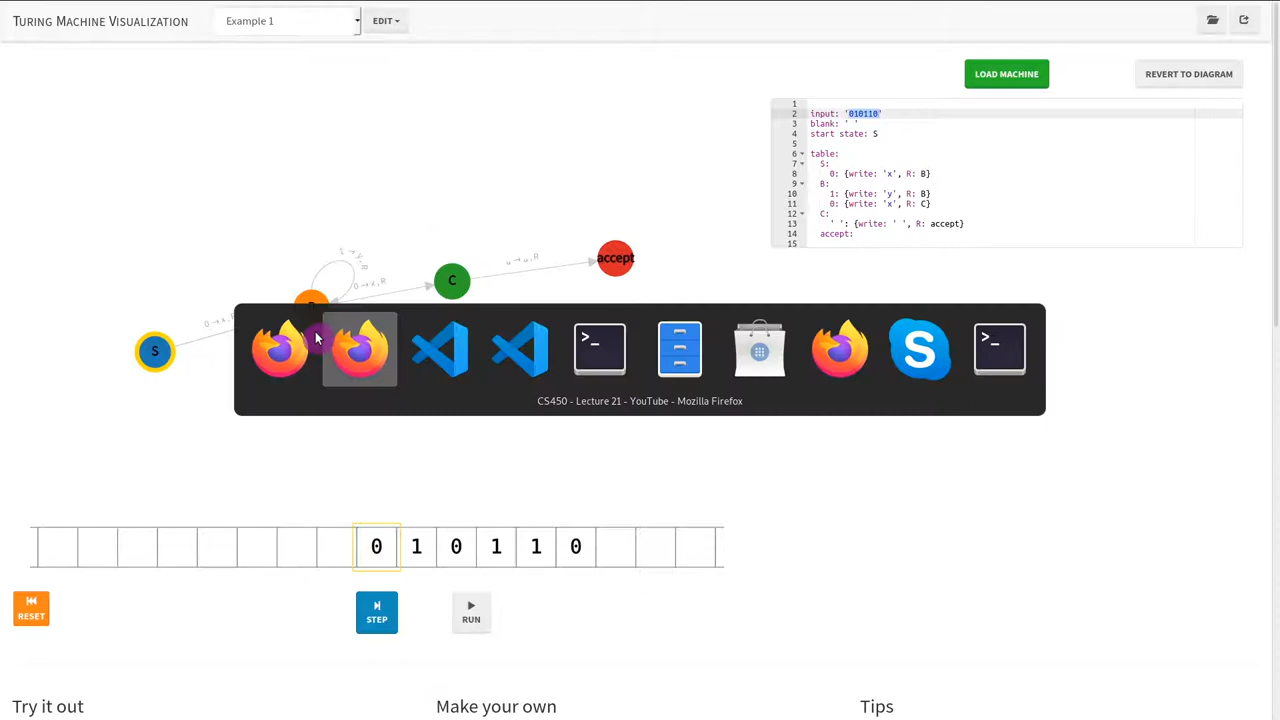 TURING MACHINE VISUALIZATION
Example 1
EDIT
LOAD MACHINE
REVERT TO DIAGRAM
1
2 input: '010110'
3 blank: ' '
4 start state: S
5
6 table:
7 S:
8 0: {write: 'x', R: B}
9 B:
10 1: {write: 'y', R: B}
11 0: {write: 'x', R: C}
12 C:
13 ' ': {write: ' ', R: accept}
14 accept:
15
1→y,R
accept
␣→␣,R
C
0→x,R
0→x,R
S
CS450 - Lecture 21 - YouTube - Mozilla Firefox
0 1 0 1 1 0
RESET
STEP
RUN
Try it out
Make your own
Tips